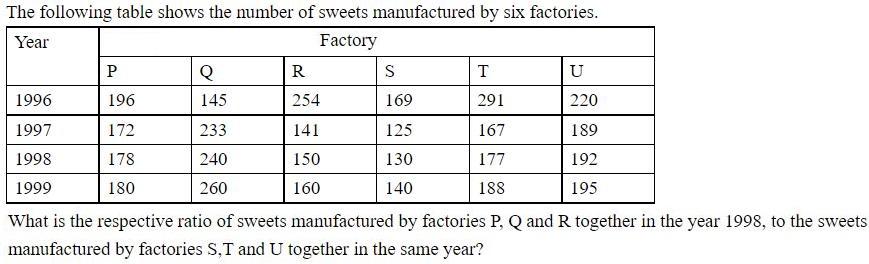 The following table shows the number of sweets manufactured by six factories.
Year Factory
P Q R S T U
1996 196 145 254 169 291 220
1997 172 233 141 125 167 189
1998 178 240 150 130 177 192
1999 180 260 160 140 188 195
What is the respective ratio of sweets manufactured by factories P, Q and R together in the year 1998, to the sweets
manufactured by factories S,T and U together in the same year?